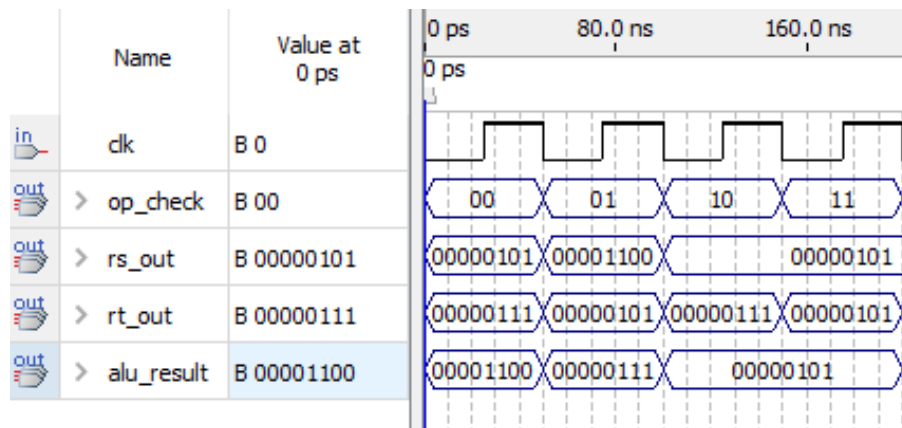 Name Value at 0 ps 0 ps 80.0 ns 160.0 ns
0 ps
in clk B 0
out > op_check B 00 00 01 10 11
out > rs_out B 00000101 00000101 00001100 00000101
out > rt_out B 00000111 00000111 00000101 00000111 00000101
out > alu_result B 00001100 00001100 00000111 00000101